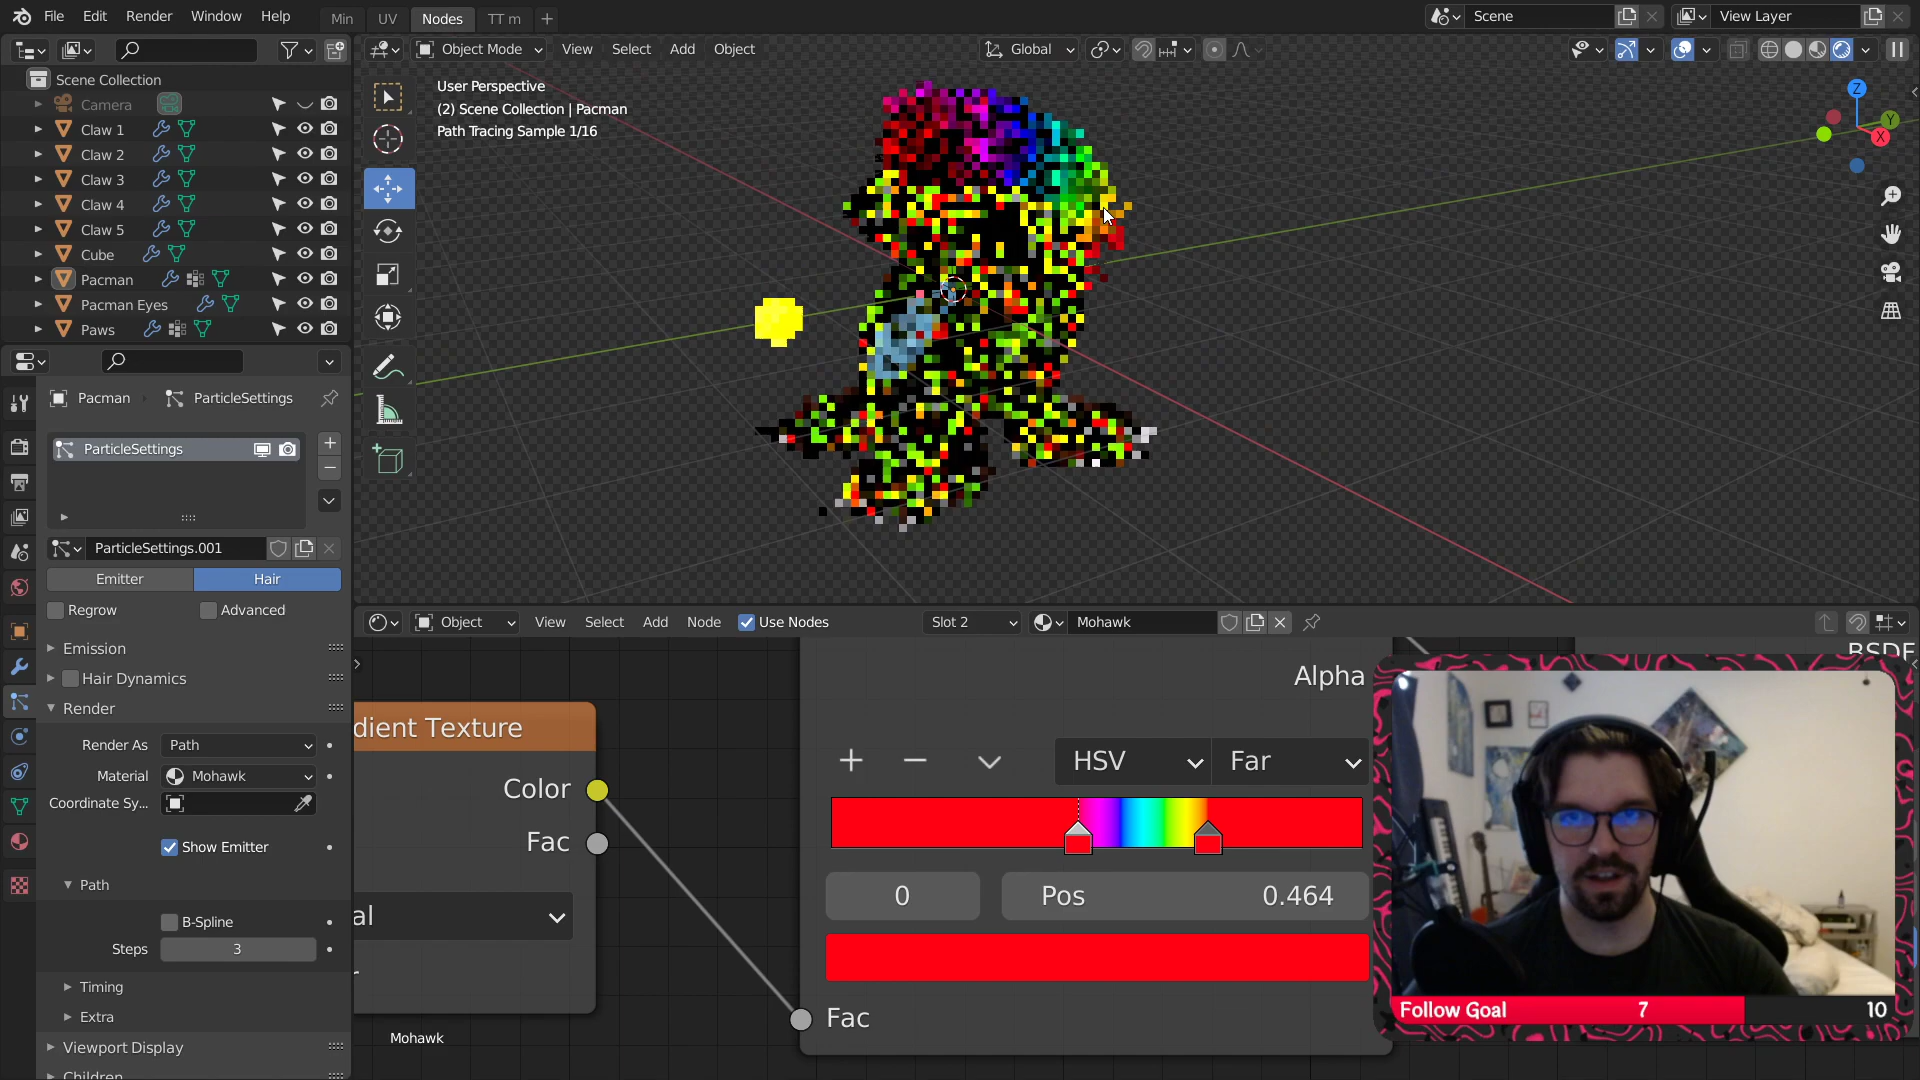 File Edit Render Window Help
Min UV Nodes TT m
Scene
View Layer
Object Mode View Select Add Object
Global
Scene Collection
Camera
Claw 1
Claw 2
Claw 3
Claw 4
Claw 5
Cube
Pacman
Pacman Eyes
Paws
User Perspective
(2) Scene Collection | Pacman
Path Tracing Sample 1/16
Z
Y
X
Pacman ParticleSettings
ParticleSettings
ParticleSettings.001
Emitter Hair
Regrow Advanced
Emission
Hair Dynamics
Render
Render As Path
Material Mohawk
Coordinate Sy...
Show Emitter
Path
B-Spline
Steps 3
Timing
Extra
Viewport Display
Children
Object View Select Add Node Use Nodes Slot 2 Mohawk
BSDF
Alpha
dient Texture
Color
Fac
al
r
HSV Far
0 Pos 0.464
Fac
Mohawk
Follow Goal 7 10